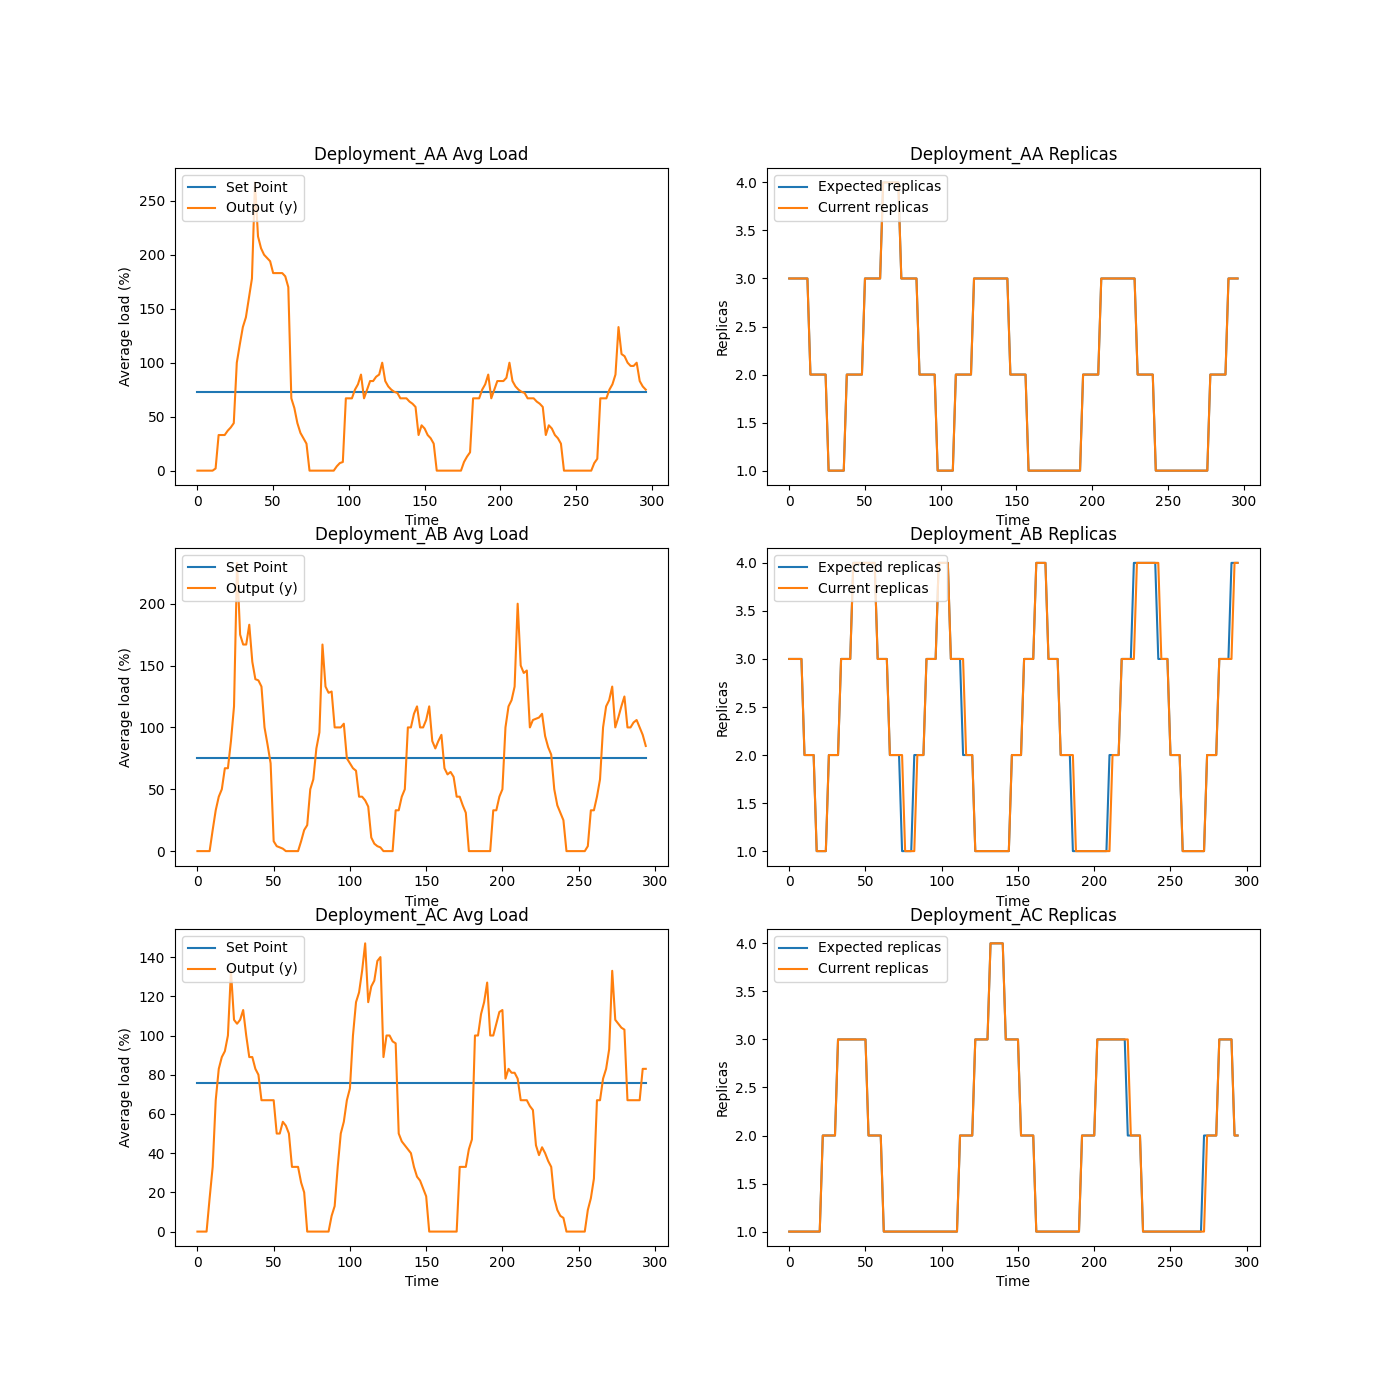 Deployment_AA Avg Load
Set Point
Output (y)
Average load (%)
250
200
150
100
50
0
0 50 100 150 200 250 300
Time
Deployment_AA Replicas
Expected replicas
Current replicas
Replicas
4.0
3.5
3.0
2.5
2.0
1.5
1.0
0 50 100 150 200 250 300
Time
Deployment_AB Avg Load
Set Point
Output (y)
Average load (%)
200
150
100
50
0
0 50 100 150 200 250 300
Time
Deployment_AB Replicas
Expected replicas
Current replicas
Replicas
4.0
3.5
3.0
2.5
2.0
1.5
1.0
0 50 100 150 200 250 300
Time
Deployment_AC Avg Load
Set Point
Output (y)
Average load (%)
140
120
100
80
60
40
20
0
0 50 100 150 200 250 300
Time
Deployment_AC Replicas
Expected replicas
Current replicas
Replicas
4.0
3.5
3.0
2.5
2.0
1.5
1.0
0 50 100 150 200 250 300
Time